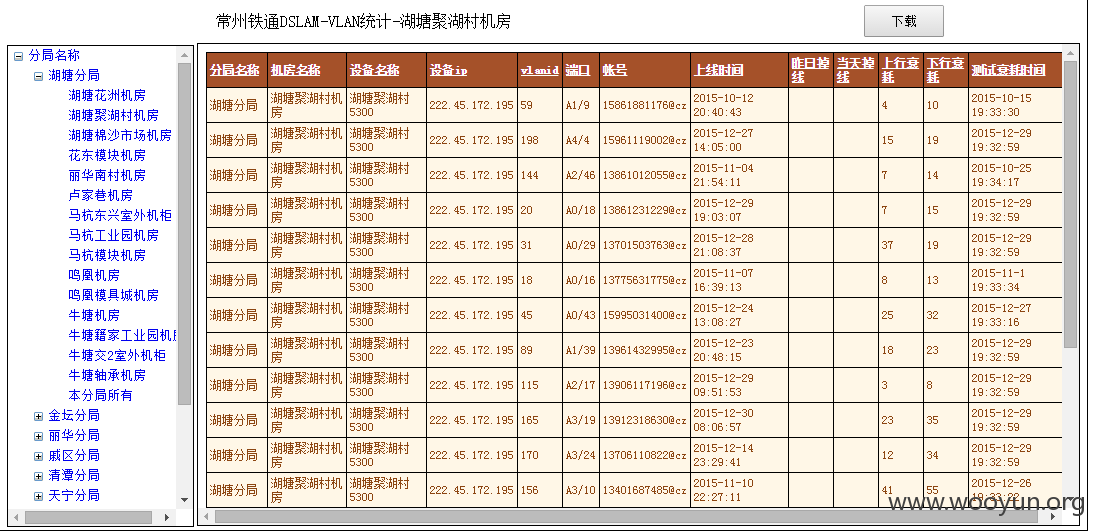 常州铁通DSLAM-VLAN统计-湖塘聚湖村机房
下载
分局名称
湖塘分局
湖塘花洲机房
湖塘聚湖村机房
湖塘棉沙市场机房
花东模块机房
丽华南村机房
卢家巷机房
马杭东兴室外机柜
马杭工业园机房
马杭模块机房
鸣凰机房
鸣凰模具城机房
牛塘机房
牛塘籍家工业园机
牛塘交2室外机柜
牛塘轴承机房
本分局所有
金坛分局
丽华分局
戚区分局
清潭分局
天宁分局
分局名称 机房名称 设备名称 设备ip vlanid 端口 帐号 上线时间 昨日掉线 当天掉线 上行衰耗 下行衰耗 测试衰耗时间
湖塘分局 湖塘聚湖村机房 湖塘聚湖村5300 222.45.172.195 59 A1/9 15861881176@cz 2015-10-12 20:40:43 4 10 2015-10-15 19:33:30
湖塘分局 湖塘聚湖村机房 湖塘聚湖村5300 222.45.172.195 198 A4/4 15961119002@cz 2015-12-27 14:05:00 15 19 2015-12-29 19:32:59
湖塘分局 湖塘聚湖村机房 湖塘聚湖村5300 222.45.172.195 144 A2/46 13861012055@cz 2015-11-04 21:54:11 7 14 2015-10-25 19:34:17
湖塘分局 湖塘聚湖村机房 湖塘聚湖村5300 222.45.172.195 20 A0/18 13861231229@cz 2015-12-29 19:03:07 7 15 2015-12-29 19:32:59
湖塘分局 湖塘聚湖村机房 湖塘聚湖村5300 222.45.172.195 31 A0/29 13701503763@cz 2015-12-28 21:08:37 37 19 2015-12-29 19:32:59
湖塘分局 湖塘聚湖村机房 湖塘聚湖村5300 222.45.172.195 18 A0/16 13775631775@cz 2015-11-07 16:39:13 8 13 2015-11-1 19:33:34
湖塘分局 湖塘聚湖村机房 湖塘聚湖村5300 222.45.172.195 45 A0/43 15995031400@cz 2015-12-24 13:08:27 25 32 2015-12-27 19:33:16
湖塘分局 湖塘聚湖村机房 湖塘聚湖村5300 222.45.172.195 89 A1/39 13961432995@cz 2015-12-23 20:48:15 18 23 2015-12-29 19:32:59
湖塘分局 湖塘聚湖村机房 湖塘聚湖村5300 222.45.172.195 115 A2/17 13906117196@cz 2015-12-29 09:51:53 3 8 2015-12-29 19:32:59
湖塘分局 湖塘聚湖村机房 湖塘聚湖村5300 222.45.172.195 165 A3/19 13912318630@cz 2015-12-30 08:06:57 23 35 2015-12-29 19:32:59
湖塘分局 湖塘聚湖村机房 湖塘聚湖村5300 222.45.172.195 170 A3/24 13706110822@cz 2015-12-14 23:29:41 12 34 2015-12-29 19:32:59
湖塘分局 湖塘聚湖村机房 湖塘聚湖村5300 222.45.172.195 156 A3/10 13401687485@cz 2015-11-10 22:27:11 41 55 2015-12-26
www.wooyun.org